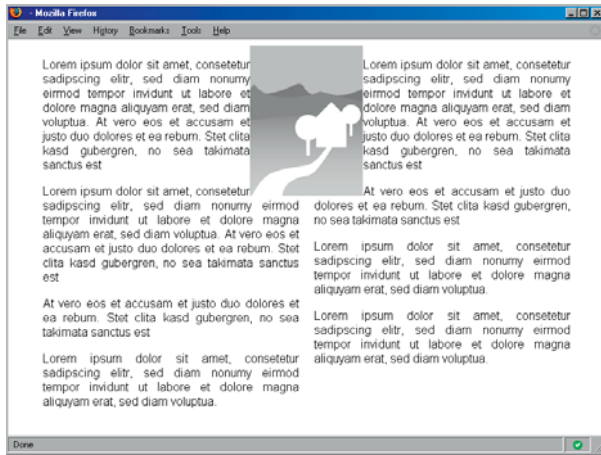 - Mozilla Firefox
File Edit View History Bookmarks Tools Help
Lorem ipsum dolor sit amet, consetetur
sadipscing elitr, sed diam nonumy
eirmod tempor invidunt ut labore et
dolore magna aliquyam erat, sed diam
voluptua. At vero eos et accusam et
justo duo dolores et ea rebum. Stet clita
kasd gubergren, no sea takimata
sanctus est
Lorem ipsum dolor sit amet, consetetur
sadipscing elitr, sed diam nonumy eirmod
tempor invidunt ut labore et dolore magna
aliquyam erat, sed diam voluptua. At vero eos et
accusam et justo duo dolores et ea rebum. Stet
clita kasd gubergren, no sea takimata sanctus
est
At vero eos et accusam et justo duo dolores et
ea rebum. Stet clita kasd gubergren, no sea
takimata sanctus est
Lorem ipsum dolor sit amet, consetetur
sadipscing elitr, sed diam nonumy eirmod
tempor invidunt ut labore et dolore magna
aliquyam erat, sed diam voluptua.
Lorem ipsum dolor sit amet, consetetur
sadipscing elitr, sed diam nonumy
eirmod tempor invidunt ut labore et
dolore magna aliquyam erat, sed diam
voluptua. At vero eos et accusam et
justo duo dolores et ea rebum. Stet clita
kasd gubergren, no sea takimata
sanctus est
At vero eos et accusam et justo duo
dolores et ea rebum. Stet clita kasd gubergren,
no sea takimata sanctus est
Lorem ipsum dolor sit amet, consetetur
sadipscing elitr, sed diam nonumy eirmod
tempor invidunt ut labore et dolore magna
aliquyam erat, sed diam voluptua.
Lorem ipsum dolor sit amet, consetetur
sadipscing elitr, sed diam nonumy eirmod
tempor invidunt ut labore et dolore magna
aliquyam erat, sed diam voluptua.
Done